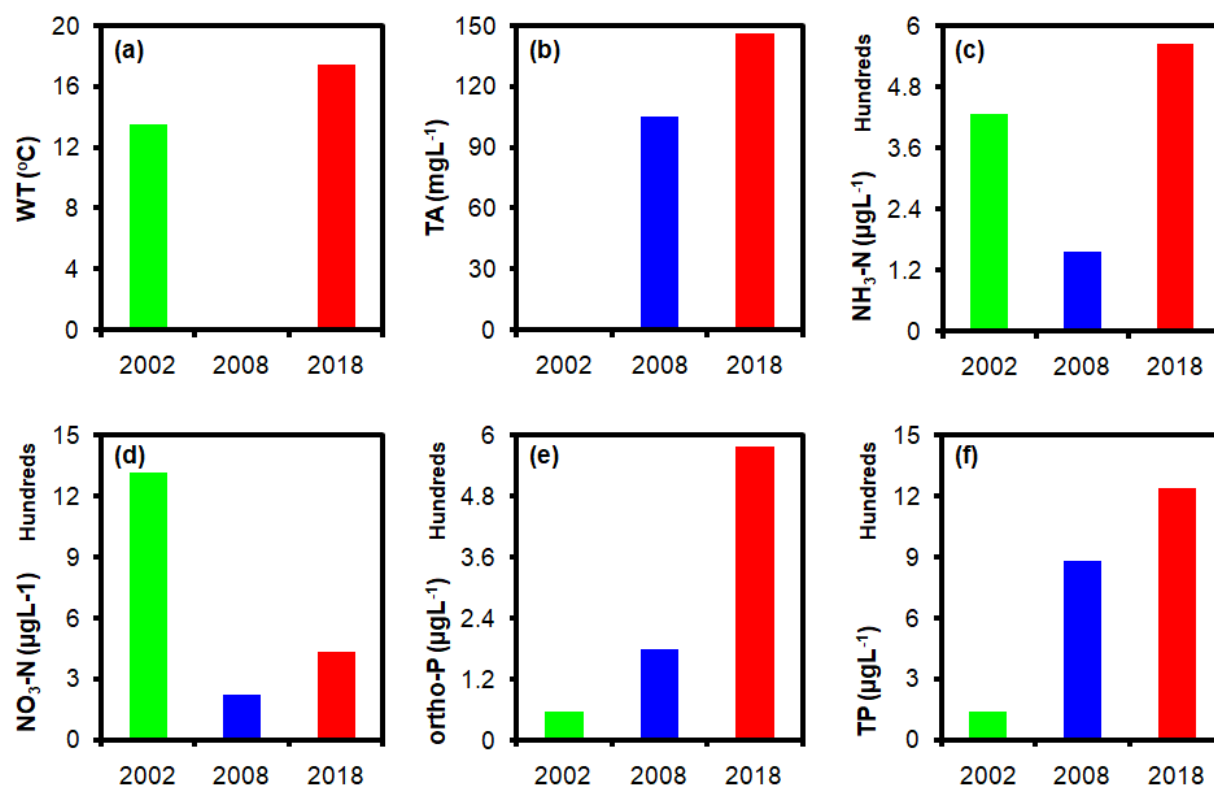 (a)
WT (°C)
20
16
12
8
4
0
2002 2008 2018
(b)
TA (mgL⁻¹)
150
120
90
60
30
0
2002 2008 2018
(c)
Hundreds
NH₃-N (µgL⁻¹)
6
4.8
3.6
2.4
1.2
0
2002 2008 2018
(d)
Hundreds
NO₃-N (µgL-1)
15
12
9
6
3
0
2002 2008 2018
(e)
Hundreds
ortho-P (µgL⁻¹)
6
4.8
3.6
2.4
1.2
0
2002 2008 2018
(f)
Hundreds
TP (µgL⁻¹)
15
12
9
6
3
0
2002 2008 2018